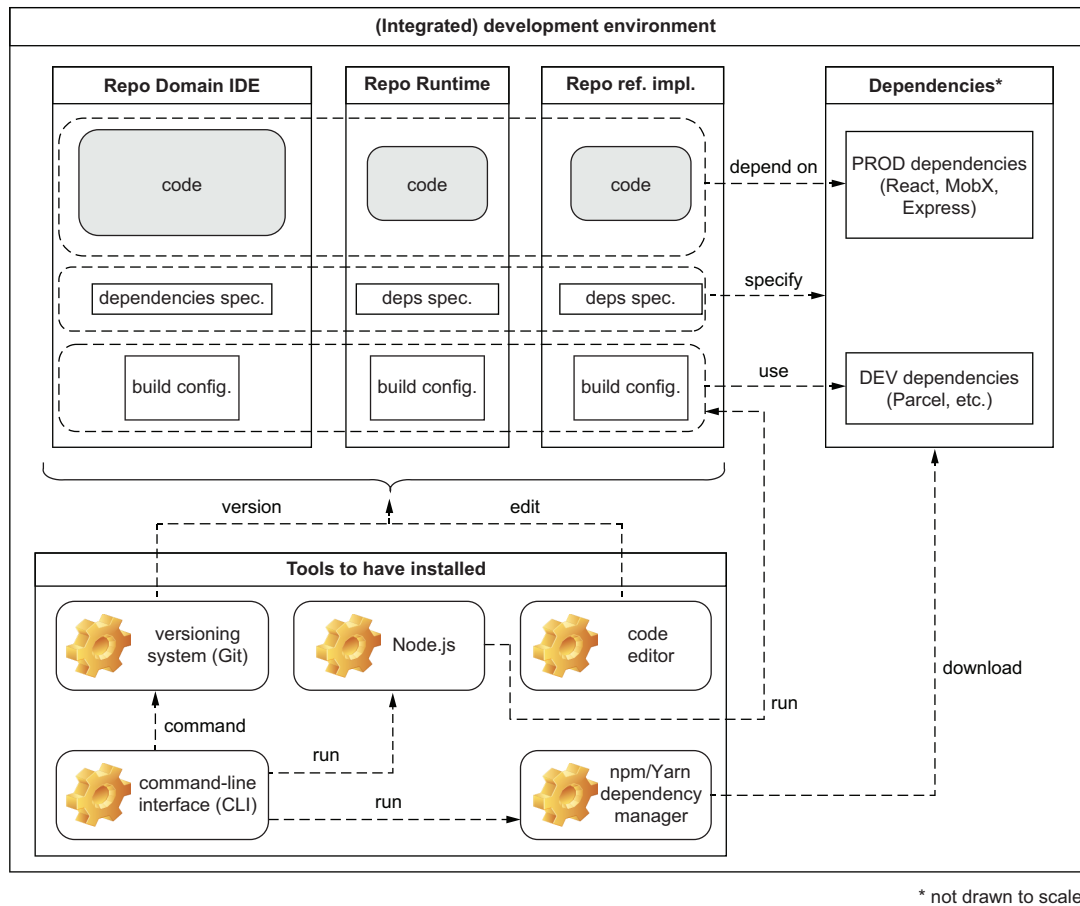 (Integrated) development environment
Repo Domain IDE
Repo Runtime
Repo ref. impl.
Dependencies*
code
code
code
depend on
PROD dependencies
(React, MobX,
Express)
dependencies spec.
deps spec.
deps spec.
specify
build config.
build config.
build config.
use
DEV dependencies
(Parcel, etc.)
version
edit
Tools to have installed
versioning
system (Git)
Node.js
code
editor
download
command
run
run
command-line
interface (CLI)
run
npm/Yarn
dependency
manager
* not drawn to scale